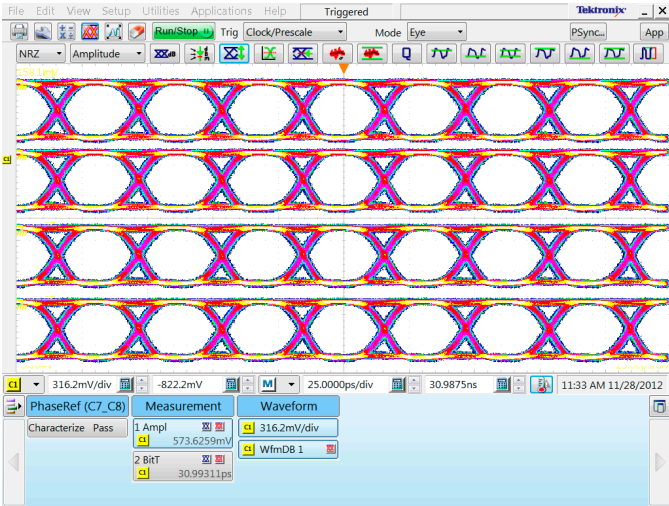 File Edit View Setup Utilities Applications Help Triggered Tektronix
Run/Stop Trig Clock/Prescale Mode Eye PSync... App
NRZ Amplitude Q
C1
C1 316.2mV/div -822.2mV M 25.0000ps/div 30.9875ns 11:33 AM 11/28/2012
PhaseRef (C7_C8) Measurement Waveform
Characterize Pass
1 Ampl
C1 573.6259mV
2 BitT
C1 30.99311ps
C1 316.2mV/div
C1 WfmDB 1